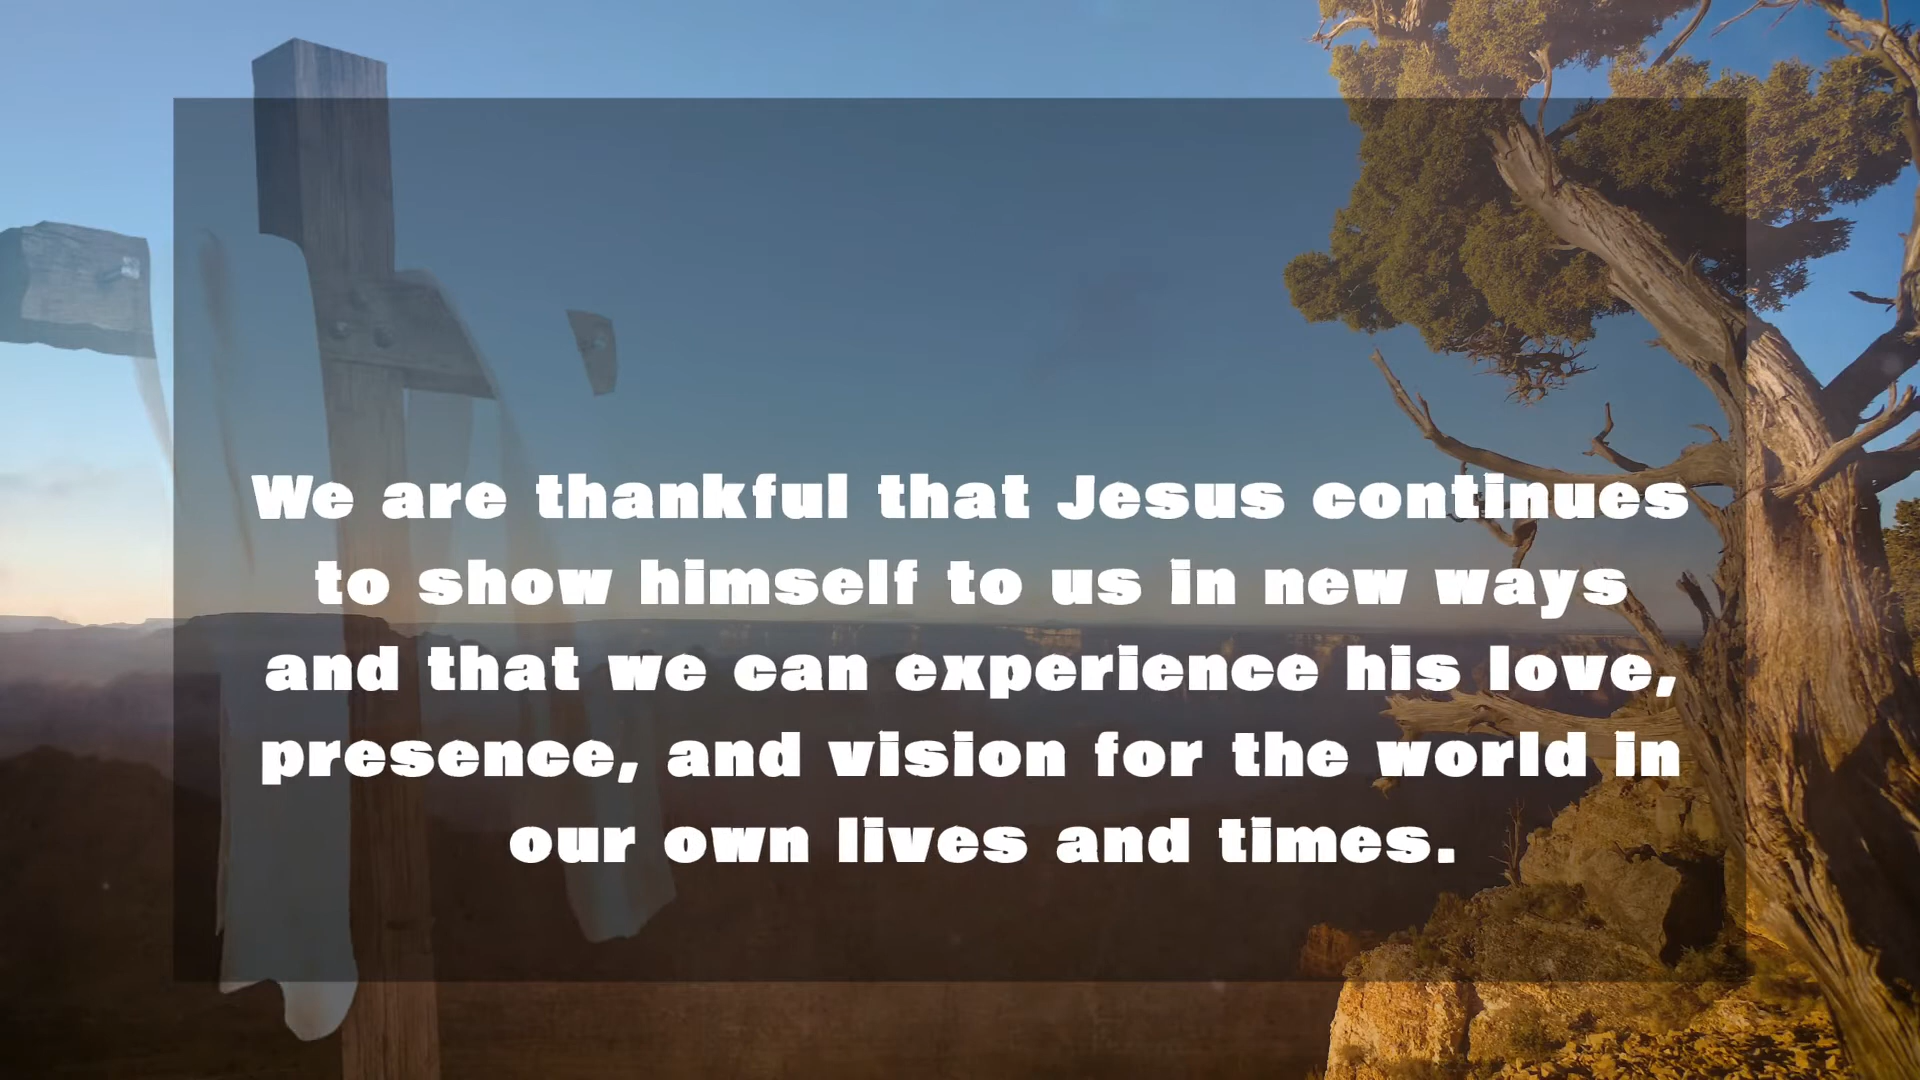 We are thankful that Jesus continues
to show himself to us in new ways
and that we can experience his love,
presence, and vision for the world in
our own lives and times.